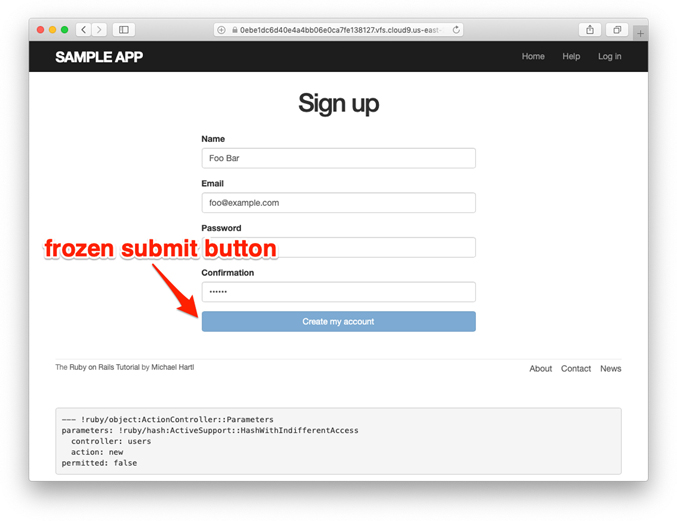 0ebe1dc6d40e4a4bb06e0ca7fe138127.vfs.cloud9.us-east-
SAMPLE APP
Home Help Log in
Sign up
Name
Foo Bar
Email
foo@example.com
Password
frozen submit button
Confirmation
••••••
Create my account
The Ruby on Rails Tutorial by Michael Hartl
About Contact News
--- !ruby/object:ActionController::Parameters
parameters: !ruby/hash:ActiveSupport::HashWithIndifferentAccess
  controller: users
  action: new
permitted: false